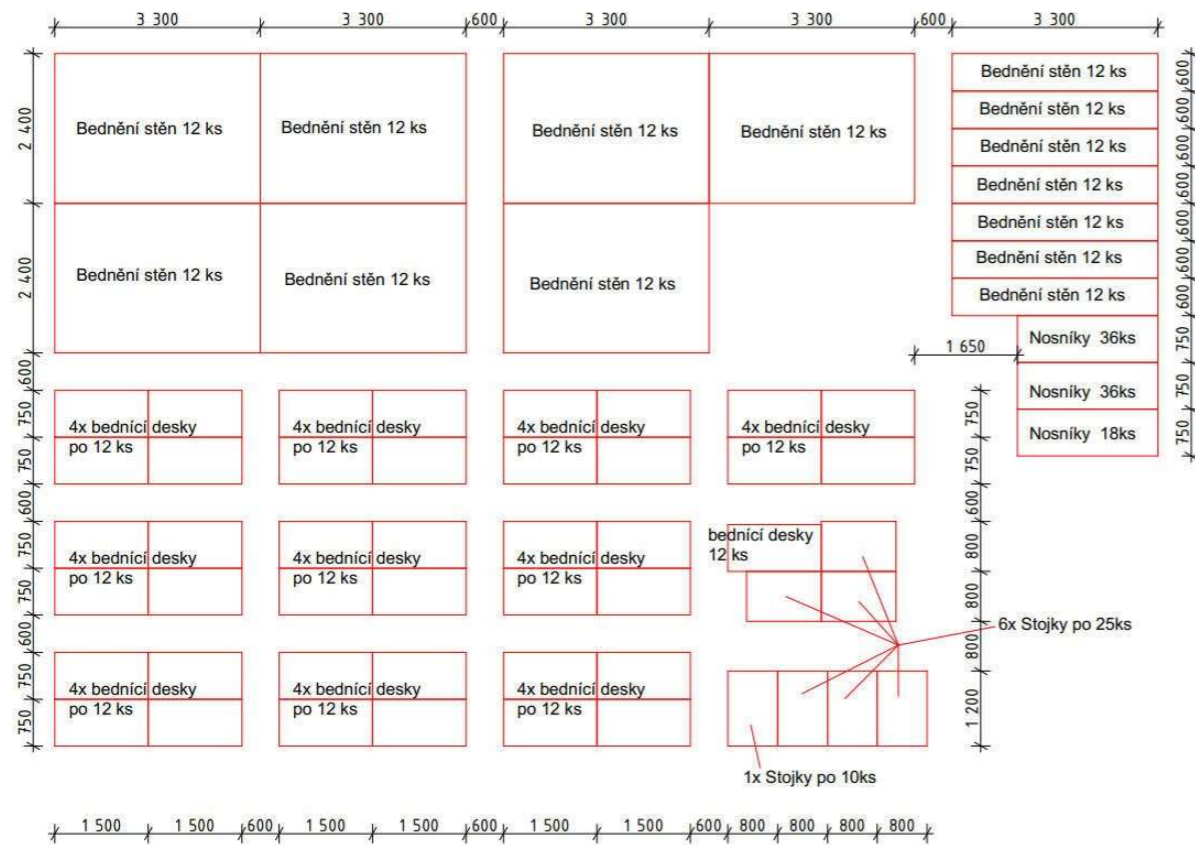 3 300 3 300 600 3 300 3 300 600 3 300
2 400
2 400
600
750
750
600
750
750
600
750
750
Bednění stěn 12 ks
Bednění stěn 12 ks
Bednění stěn 12 ks
Bednění stěn 12 ks
Bednění stěn 12 ks
Bednění stěn 12 ks
Bednění stěn 12 ks
Bednění stěn 12 ks
Bednění stěn 12 ks
Bednění stěn 12 ks
Bednění stěn 12 ks
Bednění stěn 12 ks
Bednění stěn 12 ks
Bednění stěn 12 ks
Nosníky 36ks
Nosníky 36ks
Nosníky 18ks
600
600
600
600
600
600
600
750
750
750
1 650
4x bednící desky
po 12 ks
4x bednící desky
po 12 ks
4x bednící desky
po 12 ks
4x bednící desky
po 12 ks
4x bednící desky
po 12 ks
4x bednící desky
po 12 ks
4x bednící desky
po 12 ks
bednící desky
12 ks
4x bednící desky
po 12 ks
4x bednící desky
po 12 ks
4x bednící desky
po 12 ks
750
750
600
800
800
800
1 200
6x Stojky po 25ks
1x Stojky po 10ks
1 500 1 500 600 1 500 1 500 600 1 500 1 500 600 800 800 800 800